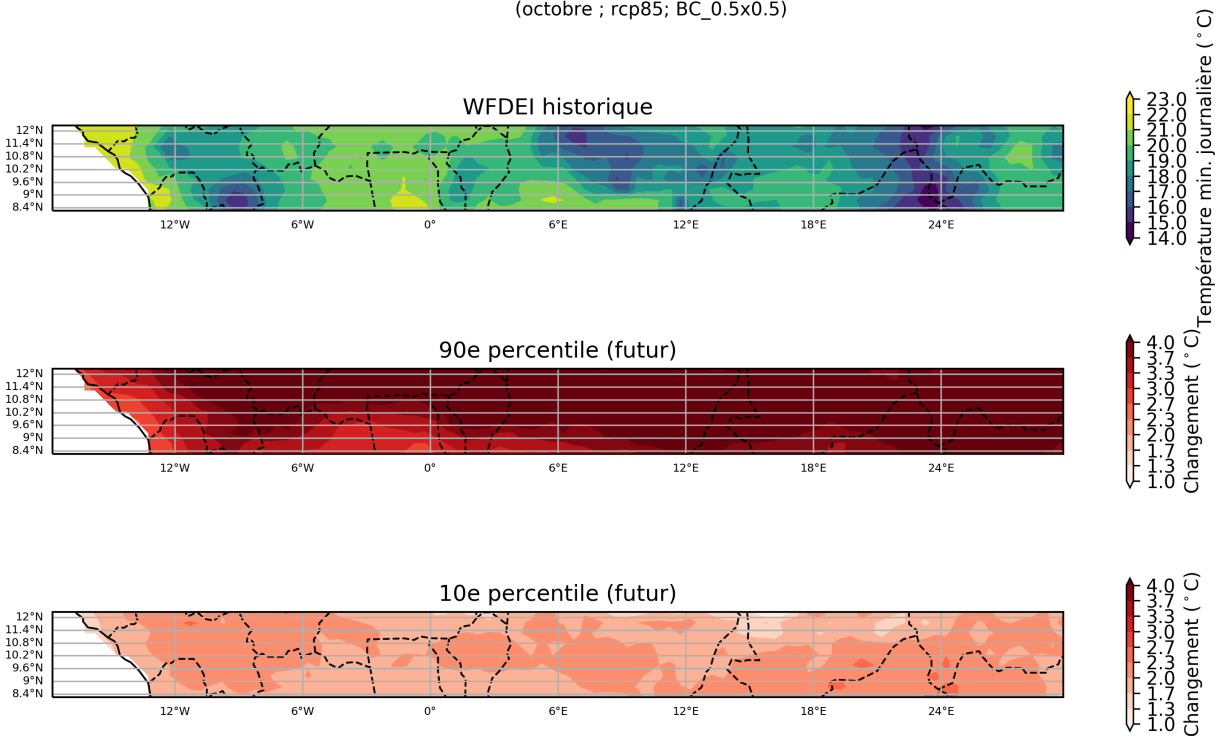 (octobre ; rcp85; BC_0.5x0.5)
WFDEI historique
12°N
11.4°N
10.8°N
10.2°N
9.6°N
9°N
8.4°N
12°W
6°W
0°
6°E
12°E
18°E
24°E
23.0
22.0
21.0
20.0
19.0
18.0
17.0
16.0
15.0
14.0
Température min. journalière (°C)
90e percentile (futur)
12°N
11.4°N
10.8°N
10.2°N
9.6°N
9°N
8.4°N
12°W
6°W
0°
6°E
12°E
18°E
24°E
4.0
3.7
3.3
3.0
2.7
2.3
2.0
1.7
1.3
1.0
Changement (°C)
10e percentile (futur)
12°N
11.4°N
10.8°N
10.2°N
9.6°N
9°N
8.4°N
12°W
6°W
0°
6°E
12°E
18°E
24°E
4.0
3.7
3.3
3.0
2.7
2.3
2.0
1.7
1.3
1.0
Changement (°C)